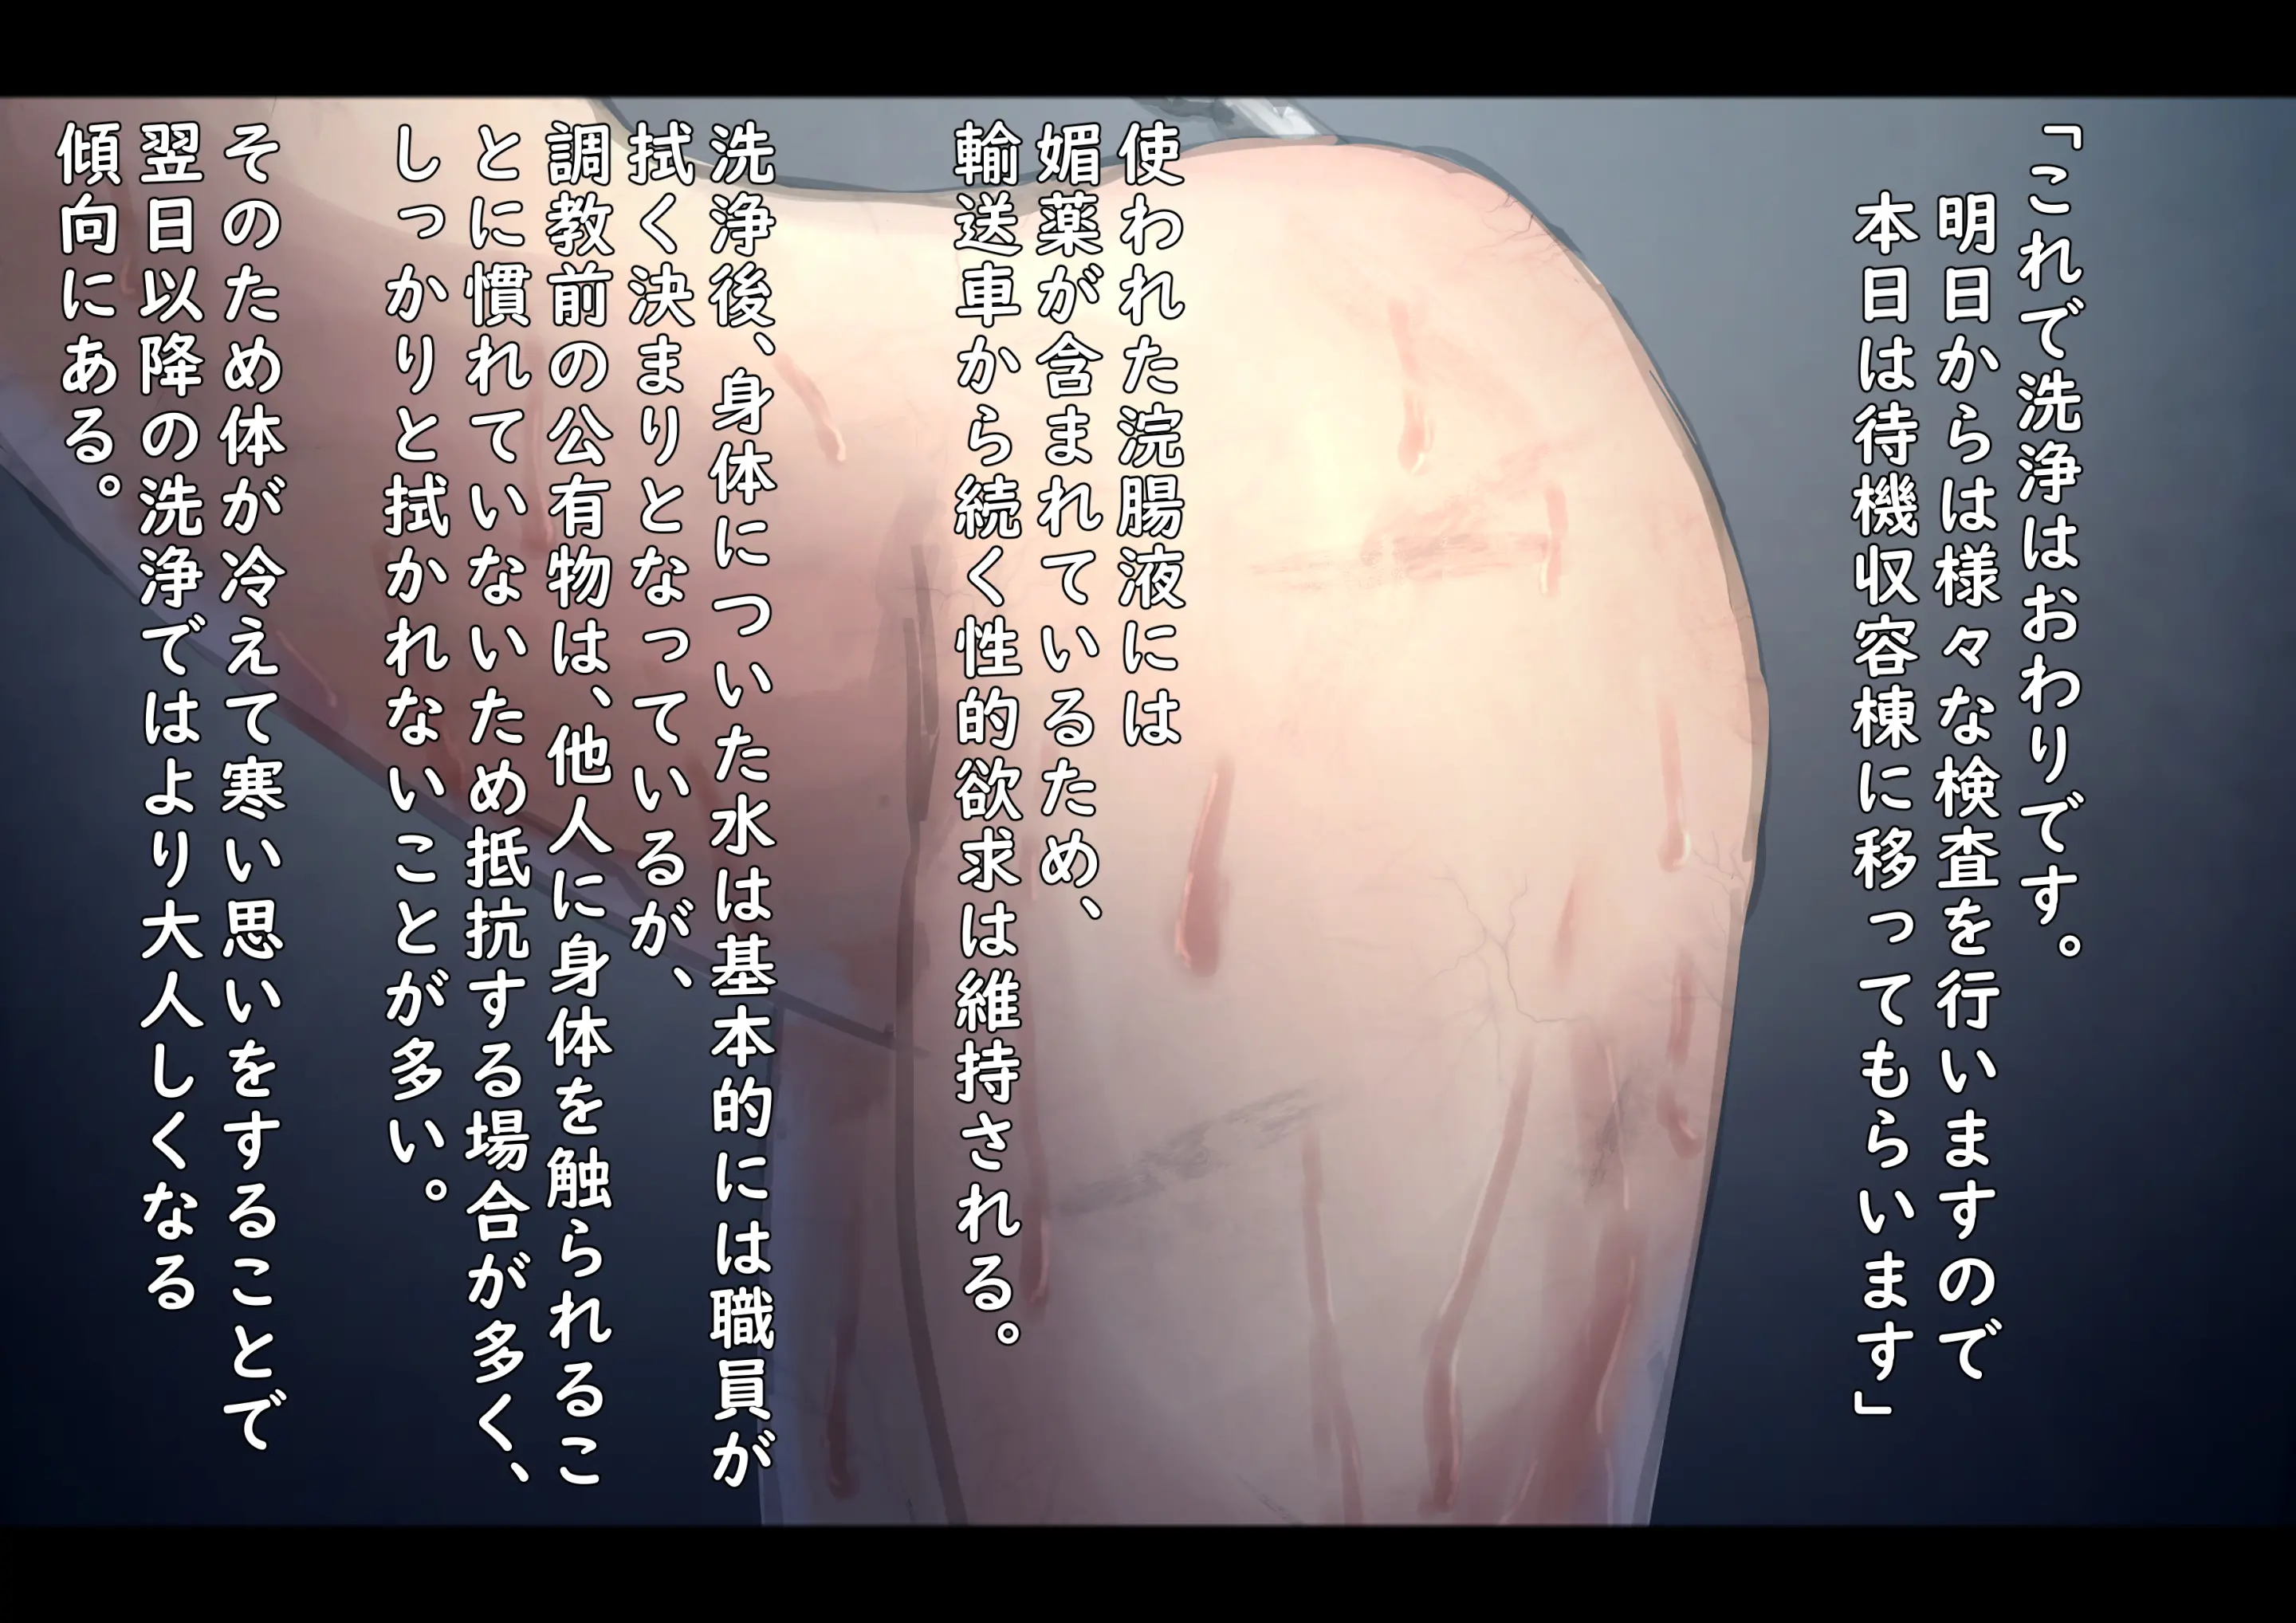 「これで洗浄はおわりです。
明日からは様々な検査を行いますので
本日は待機収容棟に移ってもらいます」
使われた浣腸液には
媚薬が含まれているため、
輸送車から続く性的欲求は維持される。
洗浄後、身体についた水は基本的には職員が
拭く決まりとなっているが、
調教前の公有物は、他人に身体を触られるこ
とに慣れていないため抵抗する場合が多く、
しっかりと拭かれないことが多い。
そのため体が冷えて寒い思いをすることで
翌日以降の洗浄ではより大人しくなる
傾向にある。